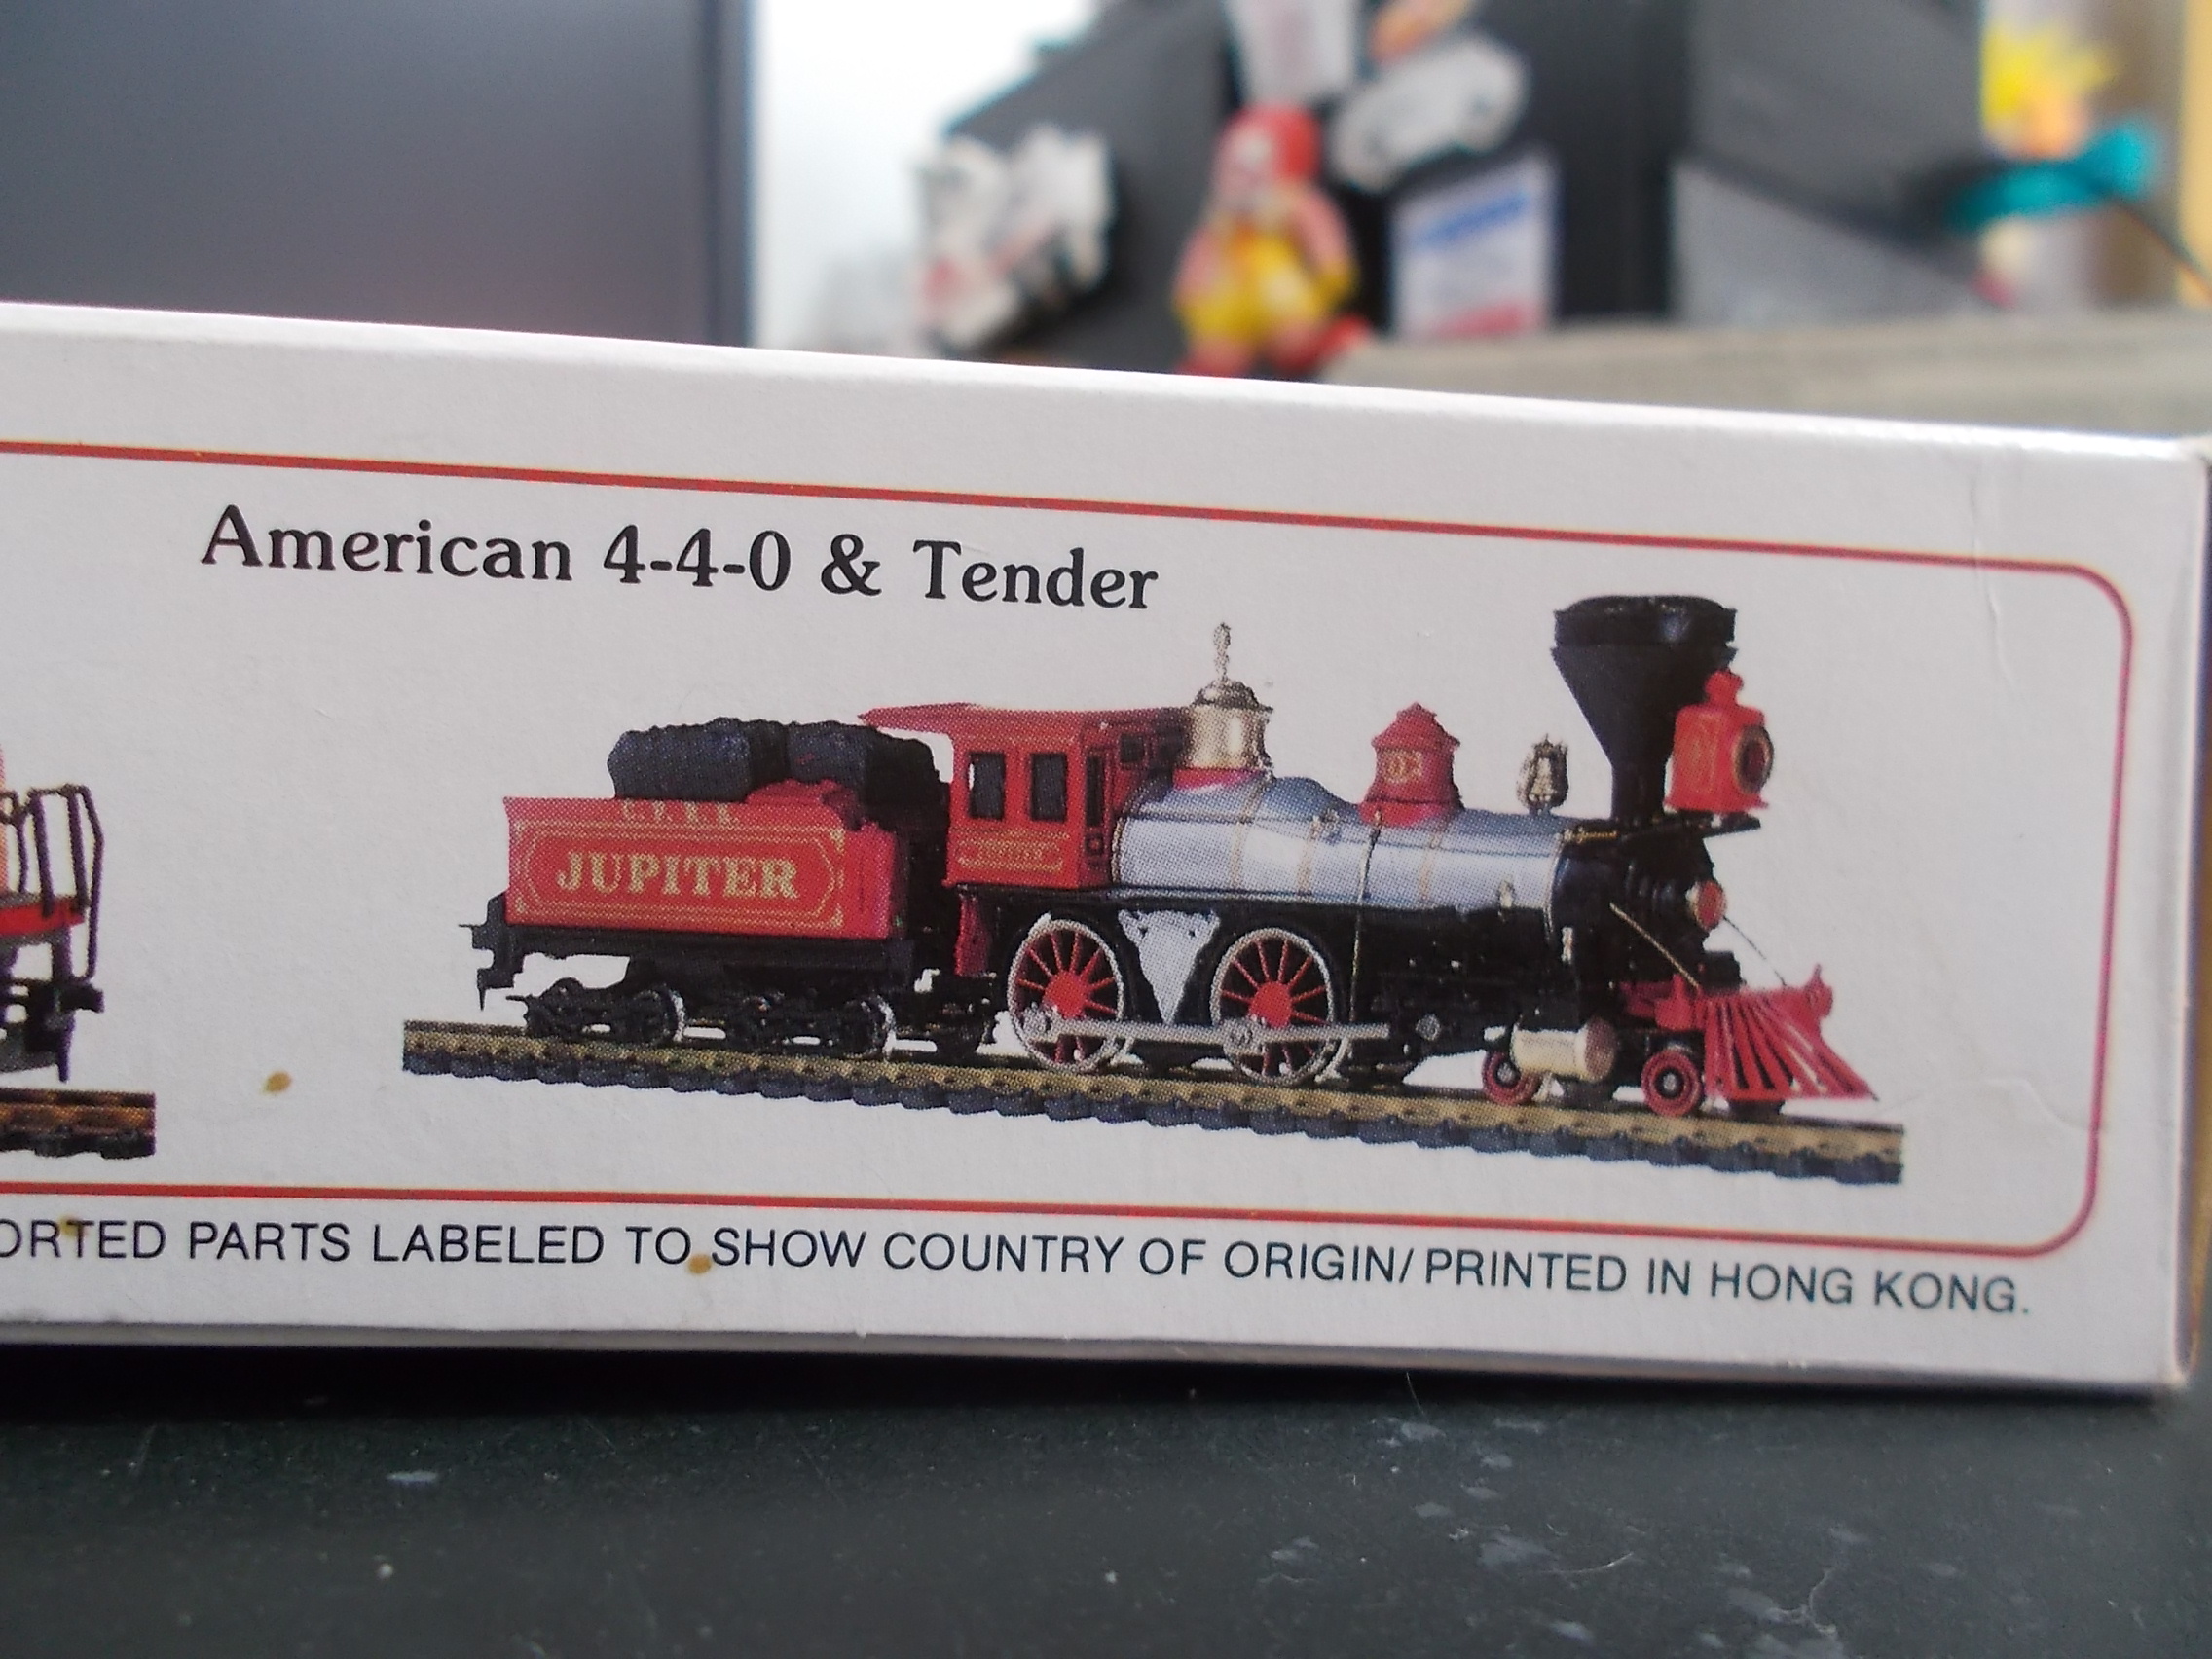 American 4-4-0 & Tender
JUPITER
ORTED PARTS LABELED TO SHOW COUNTRY OF ORIGIN/PRINTED IN HONG KONG.